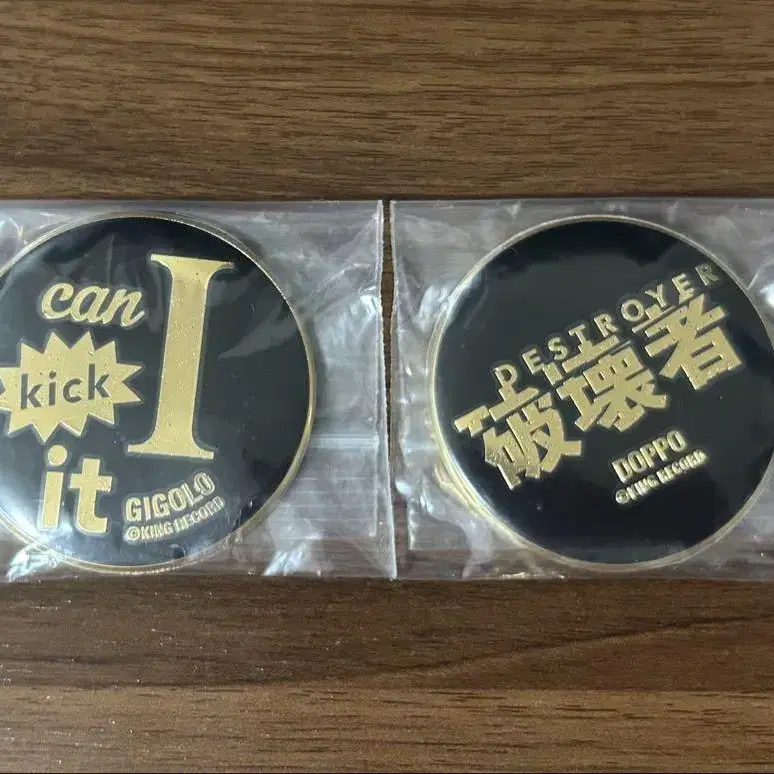 can I
kick
it
GIGOLO
©KING RECORD
DESTROYER
破壊者
DOPPO
©KING RECORD